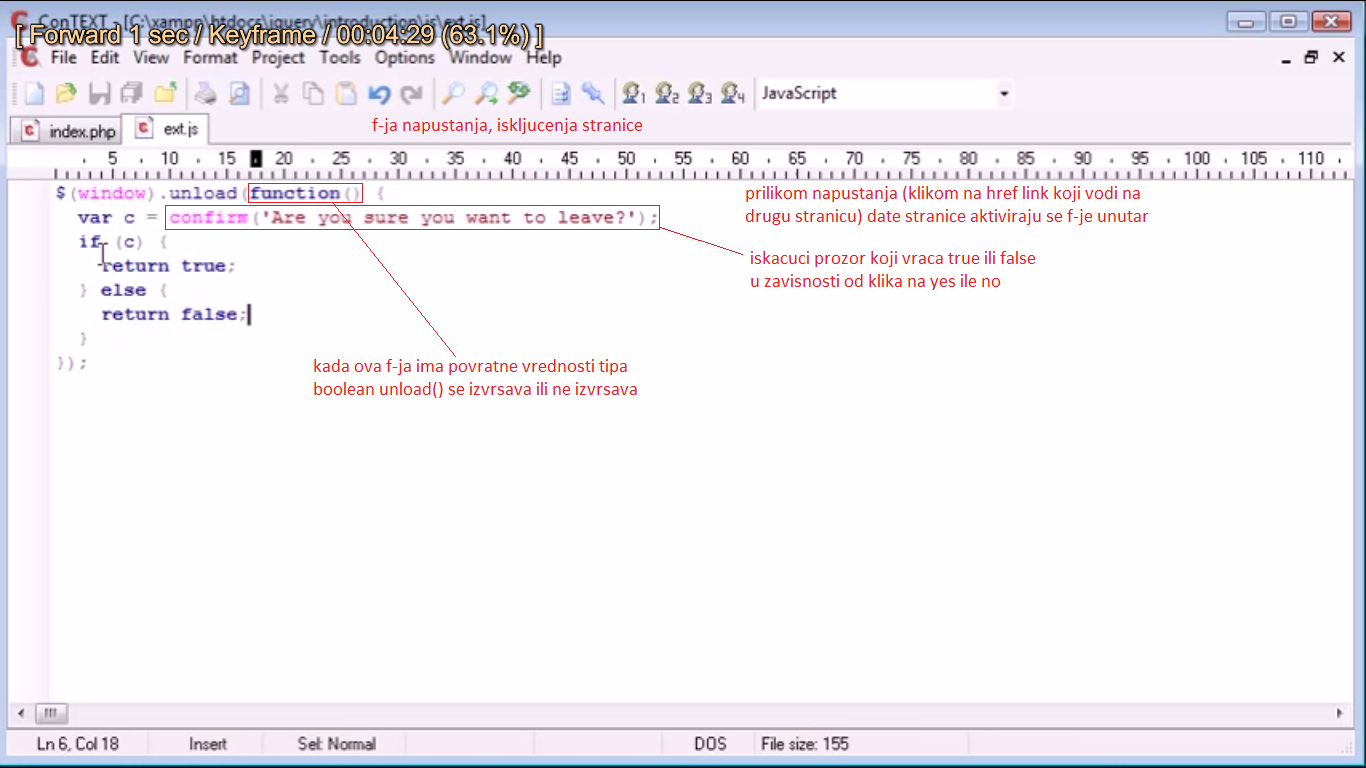 ConTEXT - [C:\xampp\htdocs\jquery\introduction\js\ext.js]
[ Forward 1 sec / Keyframe / 00:04:29 (63.1%) ]
File Edit View Format Project Tools Options Window Help
1 2 3 4 JavaScript
index.php ext.js
f-ja napustanja, iskljucenja stranice
5 10 15 20 25 30 35 40 45 50 55 60 65 70 75 80 85 90 95 100 105 110
$(window).unload(function() {
prilikom napustanja (klikom na href link koji vodi na
drugu stranicu) date stranice aktiviraju se f-je unutar
var c = confirm('Are you sure you want to leave?');
if (c) {
return true;
} else {
return false;
}
});
iskacuci prozor koji vraca true ili false
u zavisnosti od klika na yes ile no
kada ova f-ja ima povratne vrednosti tipa
boolean unload() se izvrsava ili ne izvrsava
Ln 6, Col 18 Insert Sel: Normal DOS File size: 155